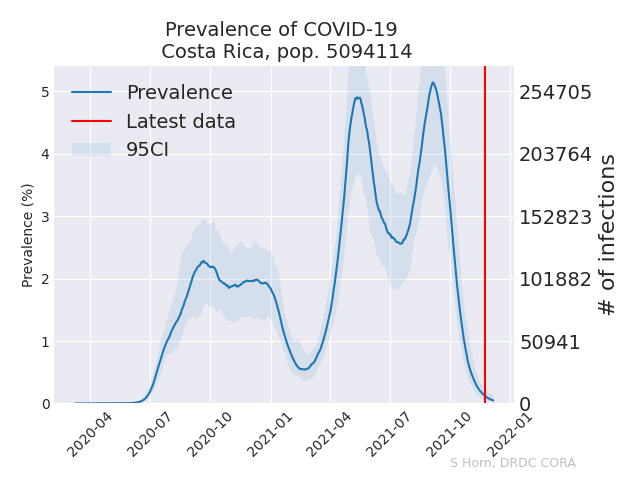 Prevalence of COVID-19
Costa Rica, pop. 5094114
Prevalence
Latest data
95CI
Prevalence (%)
5
4
3
2
1
0
254705
203764
152823
101882
50941
0
# of infections
2020-04
2020-07
2020-10
2021-01
2021-04
2021-07
2021-10
2022-01
S Horn, DRDC CORA